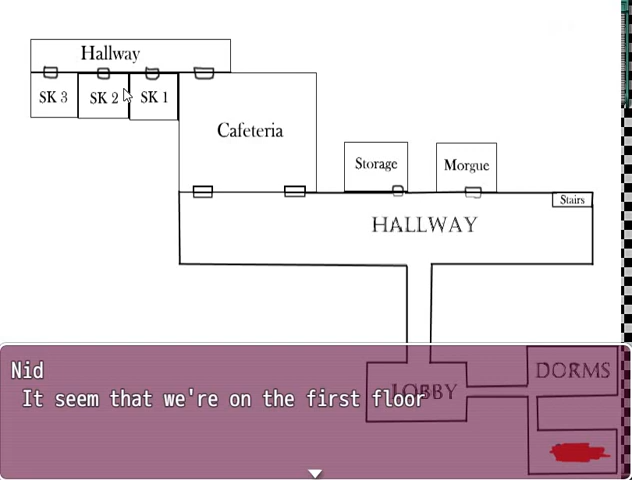 Hallway
SK 3
SK 2
SK 1
Cafeteria
Storage
Morgue
Stairs
HALLWAY
LOBBY
DORMS
Nid
It seem that we're on the first floor